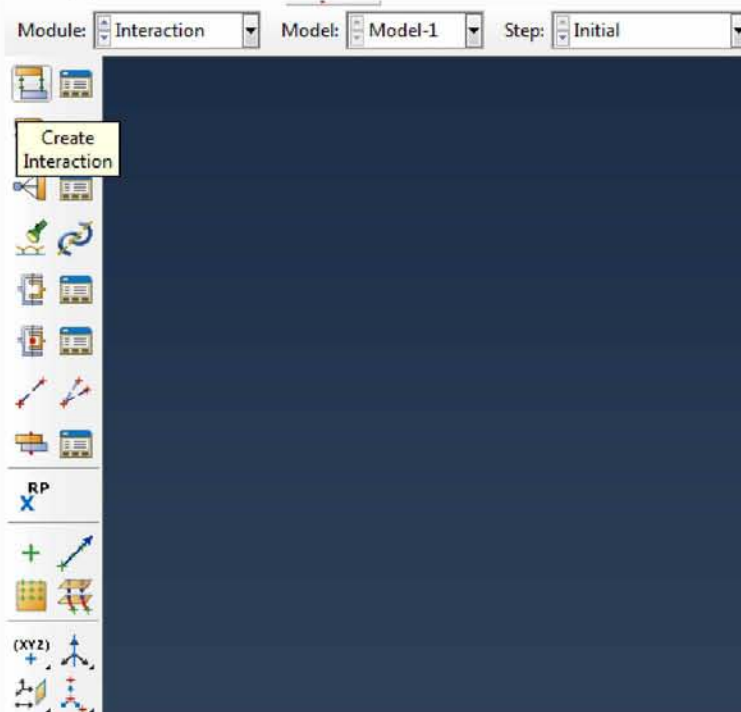 Module: Interaction Model: Model-1 Step: Initial
Create
Interaction
RP
X
(XYZ)